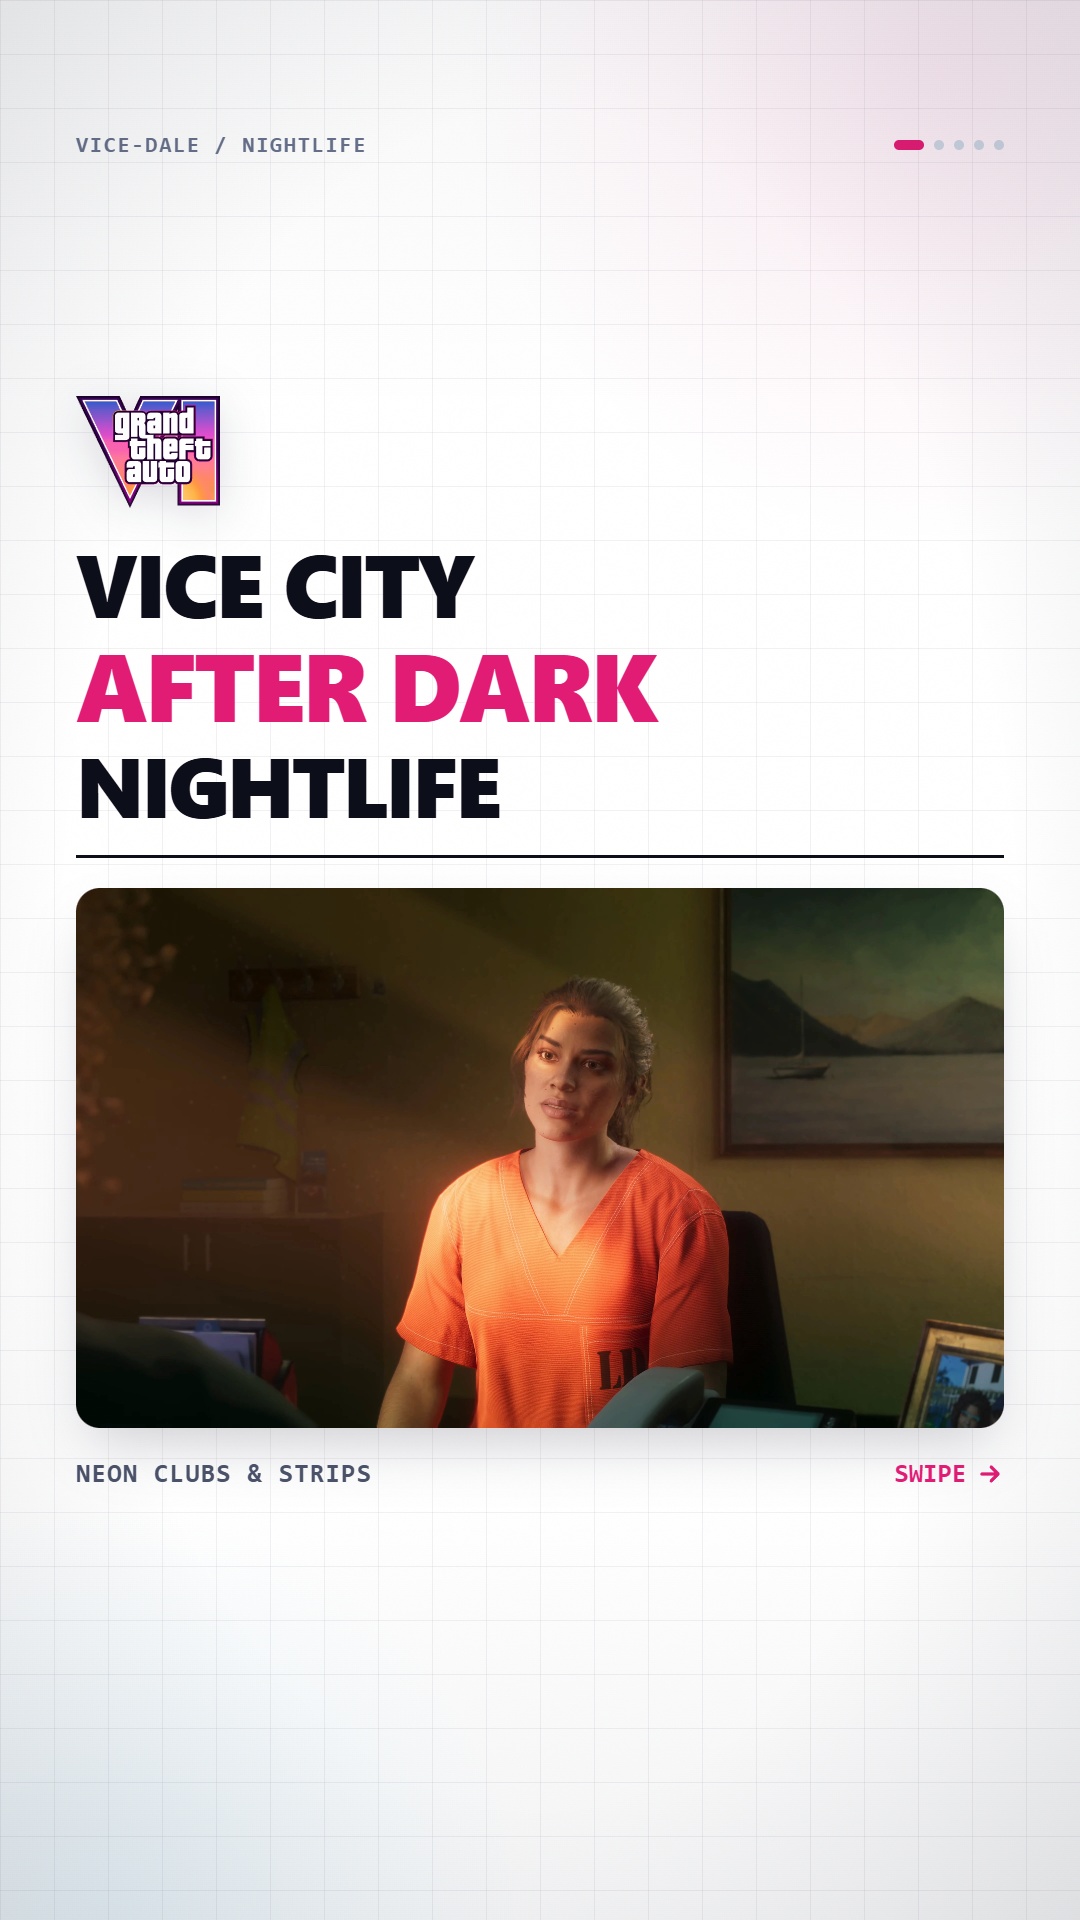 VICE-DALE / NIGHTLIFE
VI
grand
theft
auto
VICE CITY
AFTER DARK
NIGHTLIFE
NEON CLUBS & STRIPS
SWIPE →